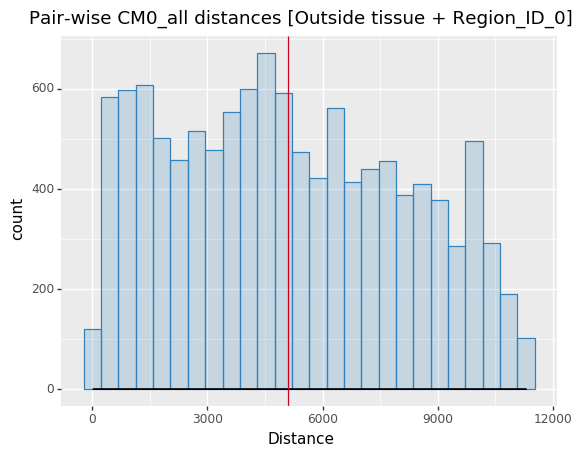 Pair-wise CM0_all distances [Outside tissue + Region_ID_0]
600
400
200
0
count
0 3000 6000 9000 12000
Distance